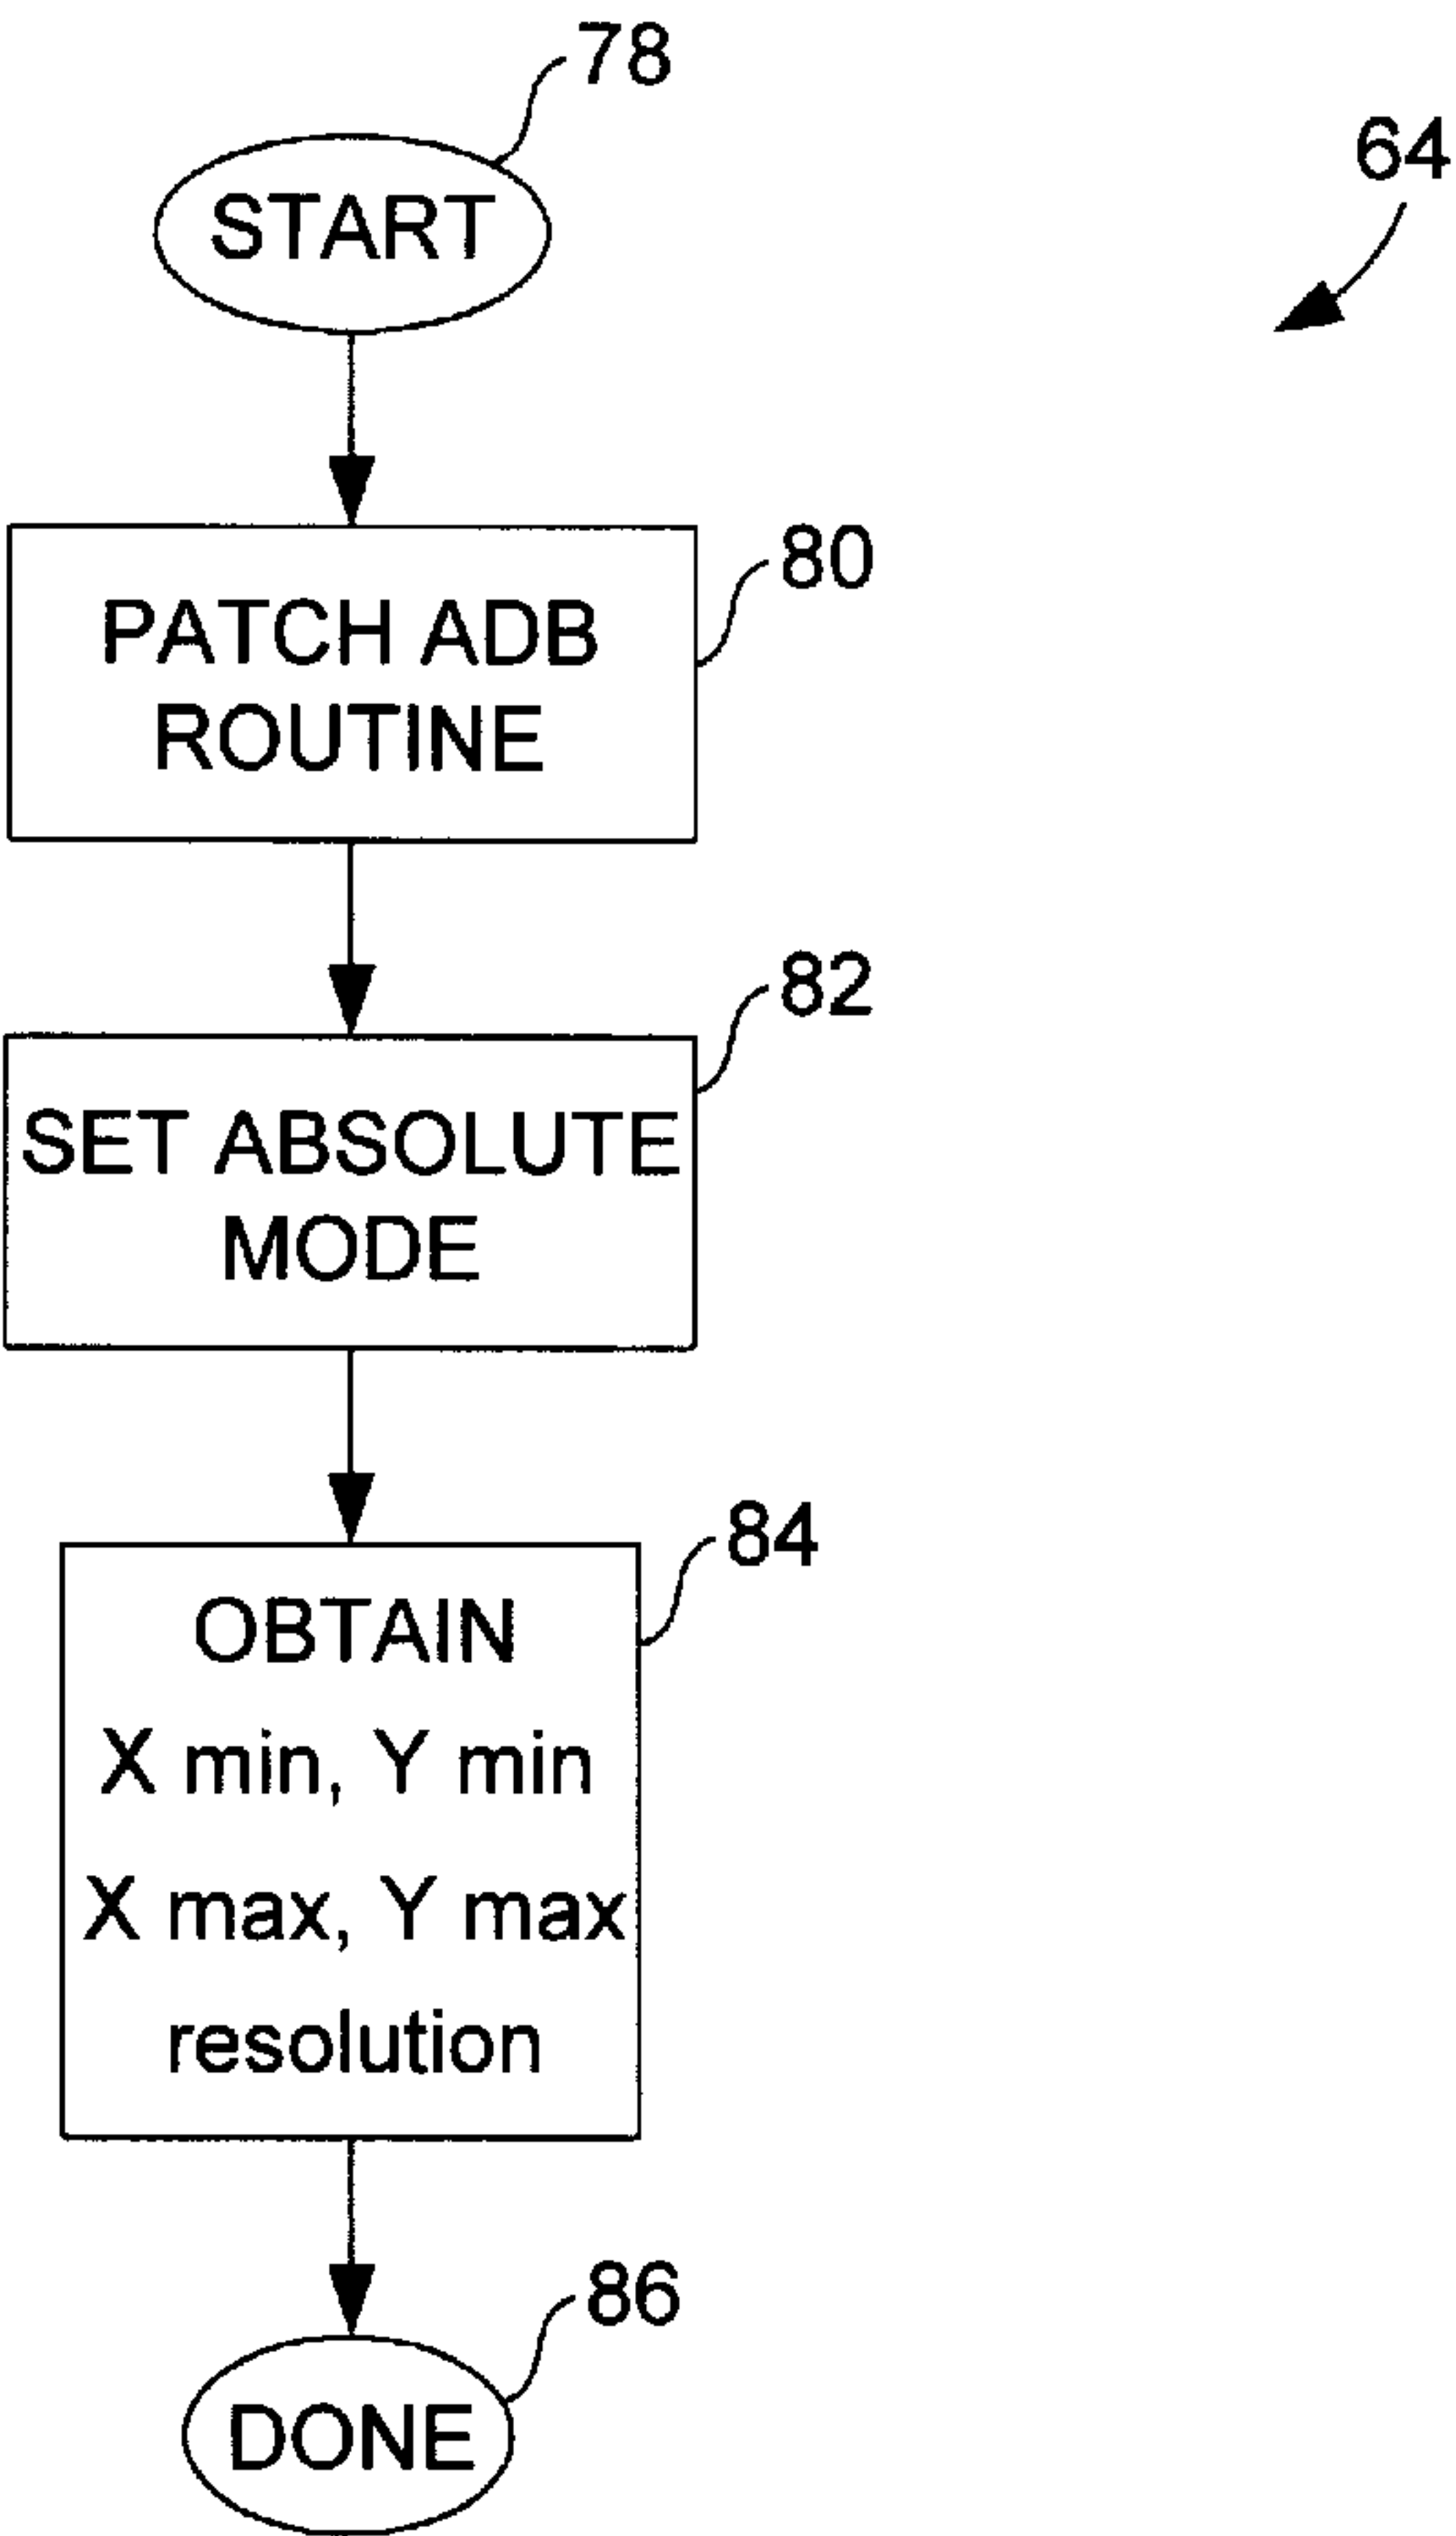 78
64
START
80
PATCH ADB
ROUTINE
82
SET ABSOLUTE
MODE
84
OBTAIN
X min, Y min
X max, Y max
resolution
86
DONE